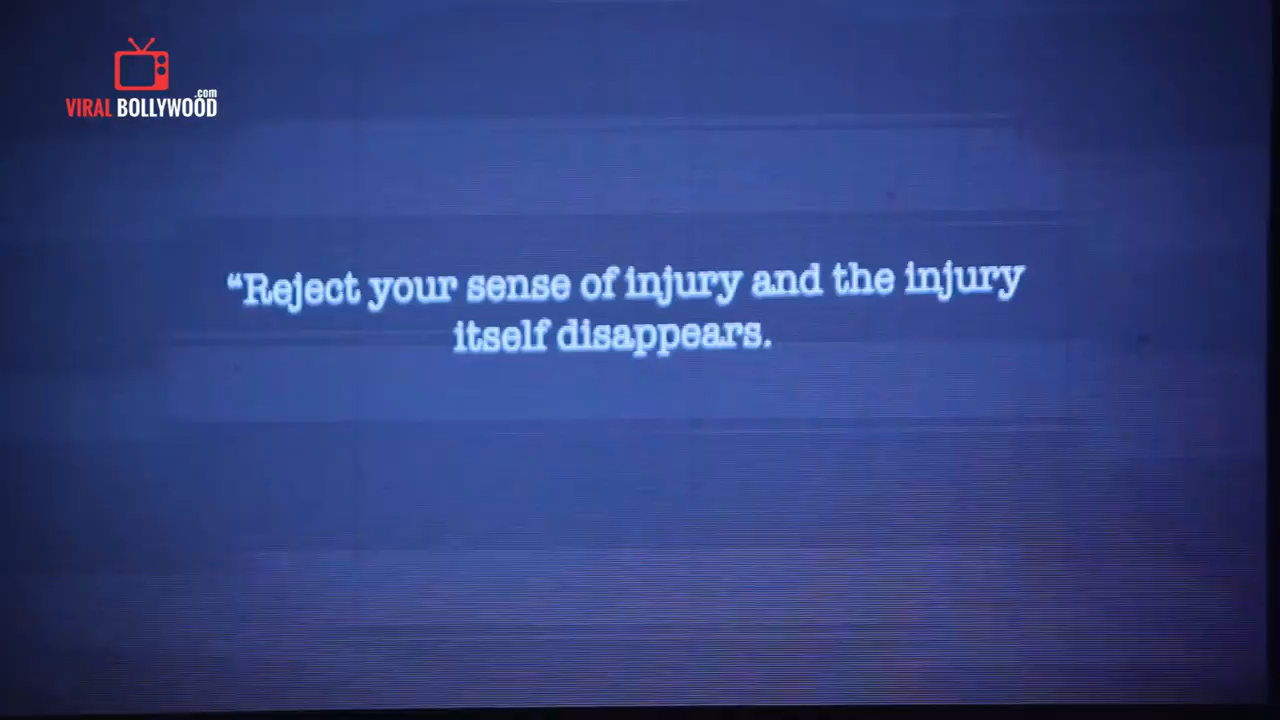 .com
VIRAL BOLLYWOOD
“Reject your sense of injury and the injury
itself disappears.